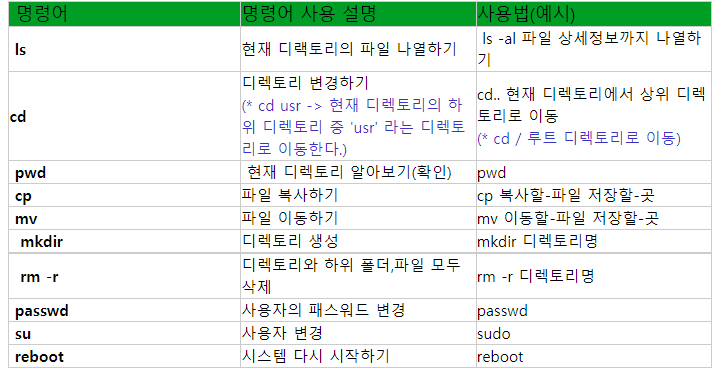 명령어 명령어 사용 설명 사용법(예시)
ls 현재 디랙토리의 파일 나열하기 ls -al 파일 상세정보까지 나열하
기
cd
디렉토리 변경하기
(* cd usr -> 현재 디렉토리의 하
위 디렉토리 중 'usr' 라는 디렉토
리로 이동한다.)
cd.. 현재 디렉토리에서 상위 디렉
토리로 이동
(* cd / 루트 디렉토리로 이동)
pwd 현재 디렉토리 알아보기(확인) pwd
cp 파일 복사하기 cp 복사할-파일 저장할-곳
mv 파일 이동하기 mv 이동할-파일 저장할-곳
mkdir 디렉토리 생성 mkdir 디렉토리명
rm -r
디렉토리와 하위 폴더,파일 모두
삭제
rm -r 디렉토리명
passwd 사용자의 패스워드 변경 passwd
su 사용자 변경 sudo
reboot 시스템 다시 시작하기 reboot